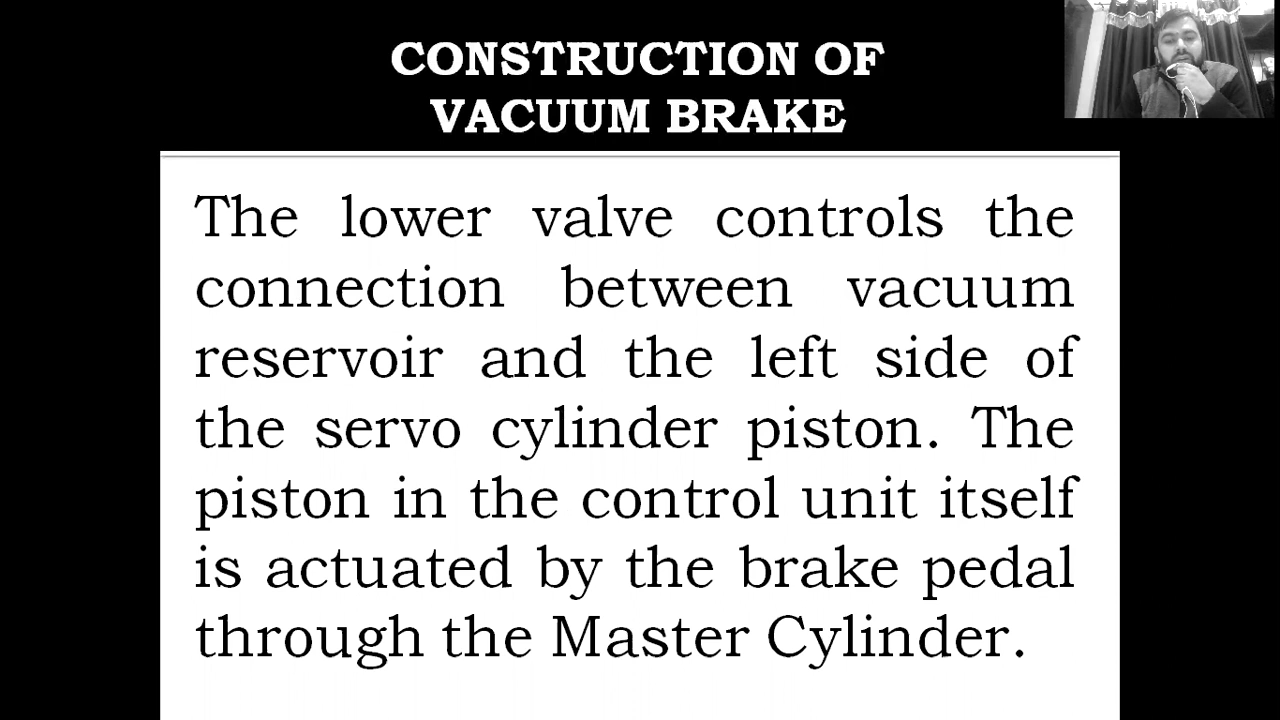 CONSTRUCTION OF
VACUUM BRAKE
The lower valve controls the
connection between vacuum
reservoir and the left side of
the servo cylinder piston. The
piston in the control unit itself
is actuated by the brake pedal
through the Master Cylinder.